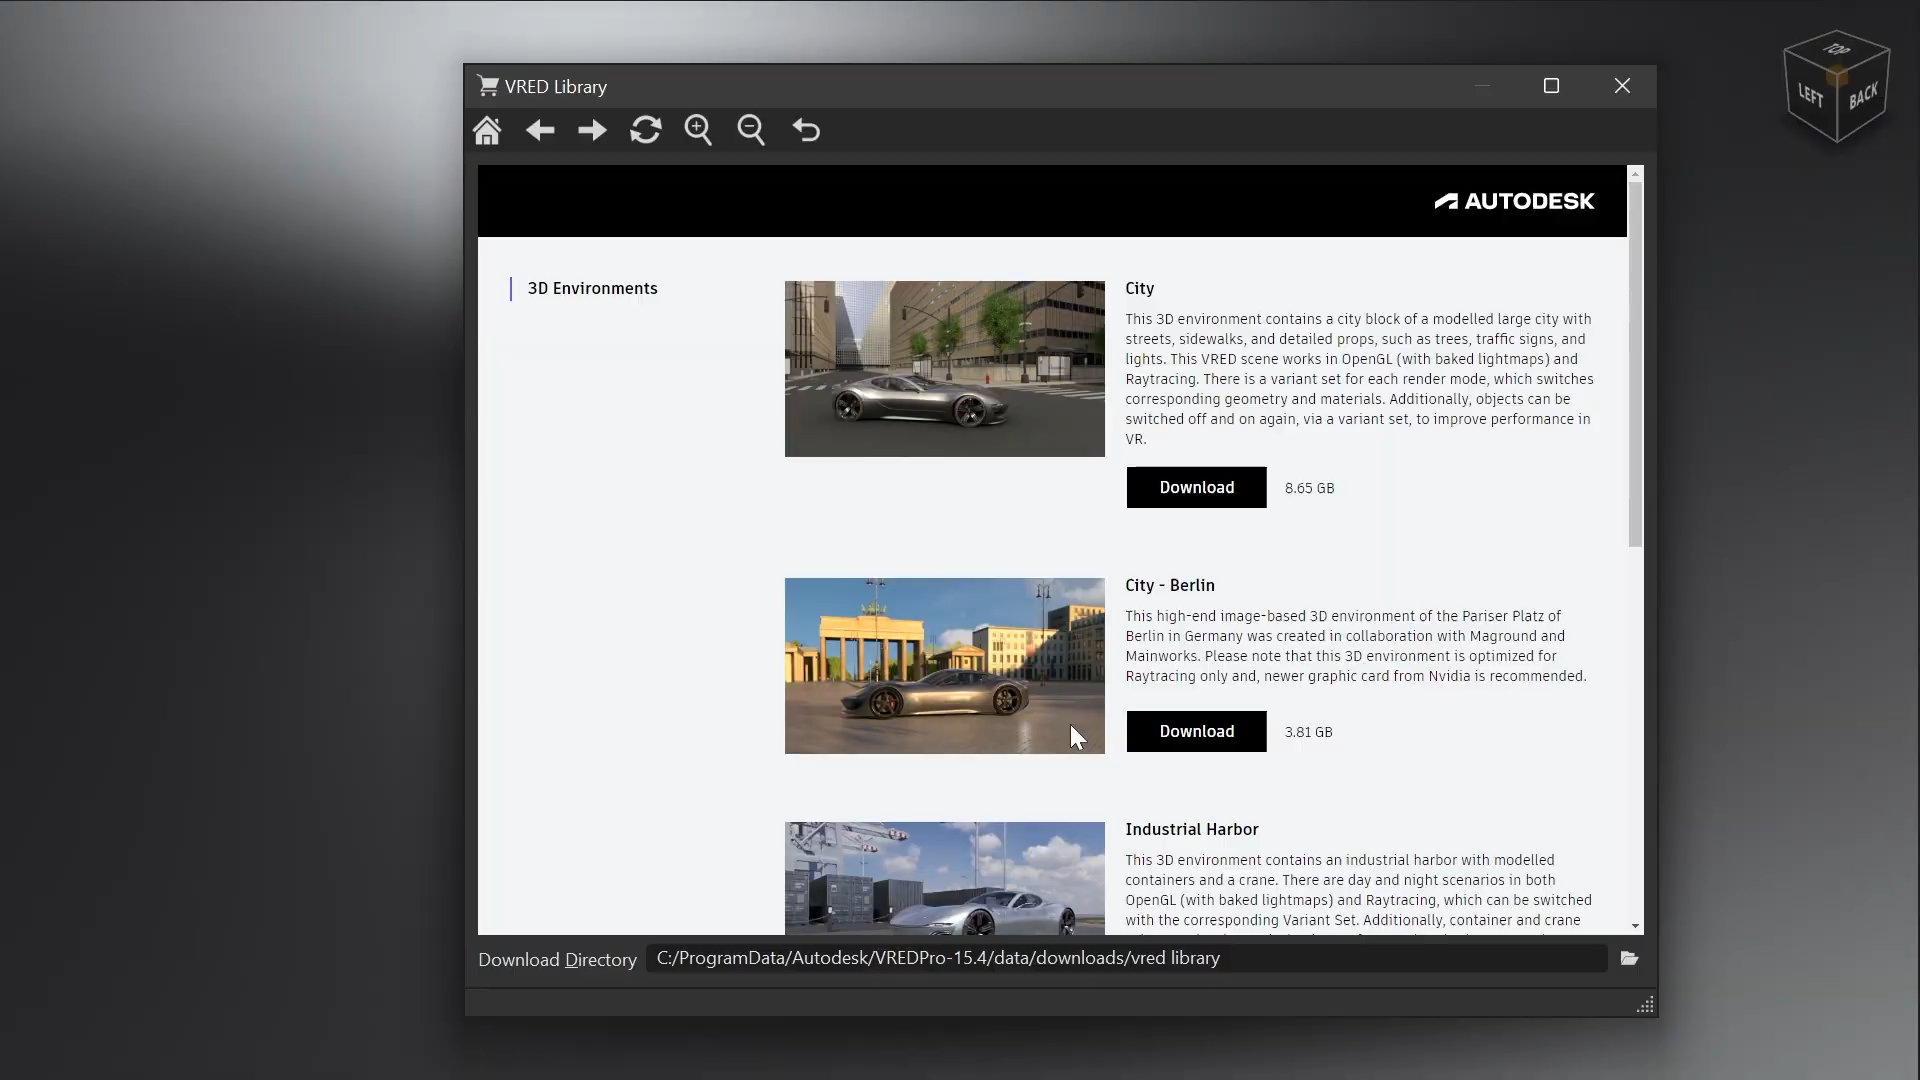 VRED Library
TOP
LEFT
BACK
AUTODESK
3D Environments
City
This 3D environment contains a city block of a modelled large city with
streets, sidewalks, and detailed props, such as trees, traffic signs, and
lights. This VRED scene works in OpenGL (with baked lightmaps) and
Raytracing. There is a variant set for each render mode, which switches
corresponding geometry and materials. Additionally, objects can be
switched off and on again, via a variant set, to improve performance in
VR.
Download 8.65 GB
City - Berlin
This high-end image-based 3D environment of the Pariser Platz of
Berlin in Germany was created in collaboration with Maground and
Mainworks. Please note that this 3D environment is optimized for
Raytracing only and, newer graphic card from Nvidia is recommended.
Download 3.81 GB
Industrial Harbor
This 3D environment contains an industrial harbor with modelled
containers and a crane. There are day and night scenarios in both
OpenGL (with baked lightmaps) and Raytracing, which can be switched
with the corresponding Variant Set. Additionally, container and crane
Download Directory C:/ProgramData/Autodesk/VREDPro-15.4/data/downloads/vred library